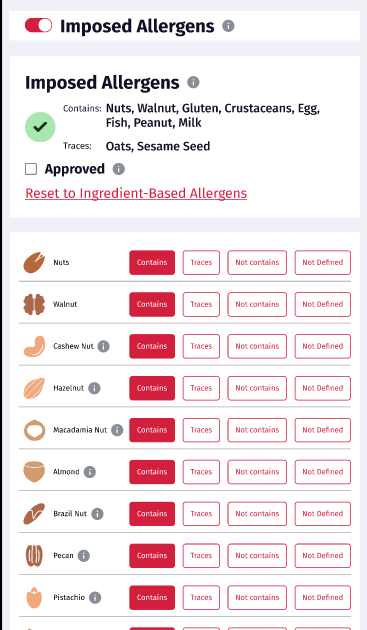 Imposed Allergens
Imposed Allergens
Contains: Nuts, Walnut, Gluten, Crustaceans, Egg,
Fish, Peanut, Milk
Traces: Oats, Sesame Seed
Approved
Reset to Ingredient-Based Allergens
Nuts Contains Traces Not contains Not Defined
Walnut Contains Traces Not contains Not Defined
Cashew Nut Contains Traces Not contains Not Defined
Hazelnut Contains Traces Not contains Not Defined
Macadamia Nut Contains Traces Not contains Not Defined
Almond Contains Traces Not contains Not Defined
Brazil Nut Contains Traces Not contains Not Defined
Pecan Contains Traces Not contains Not Defined
Pistachio Contains Traces Not contains Not Defined